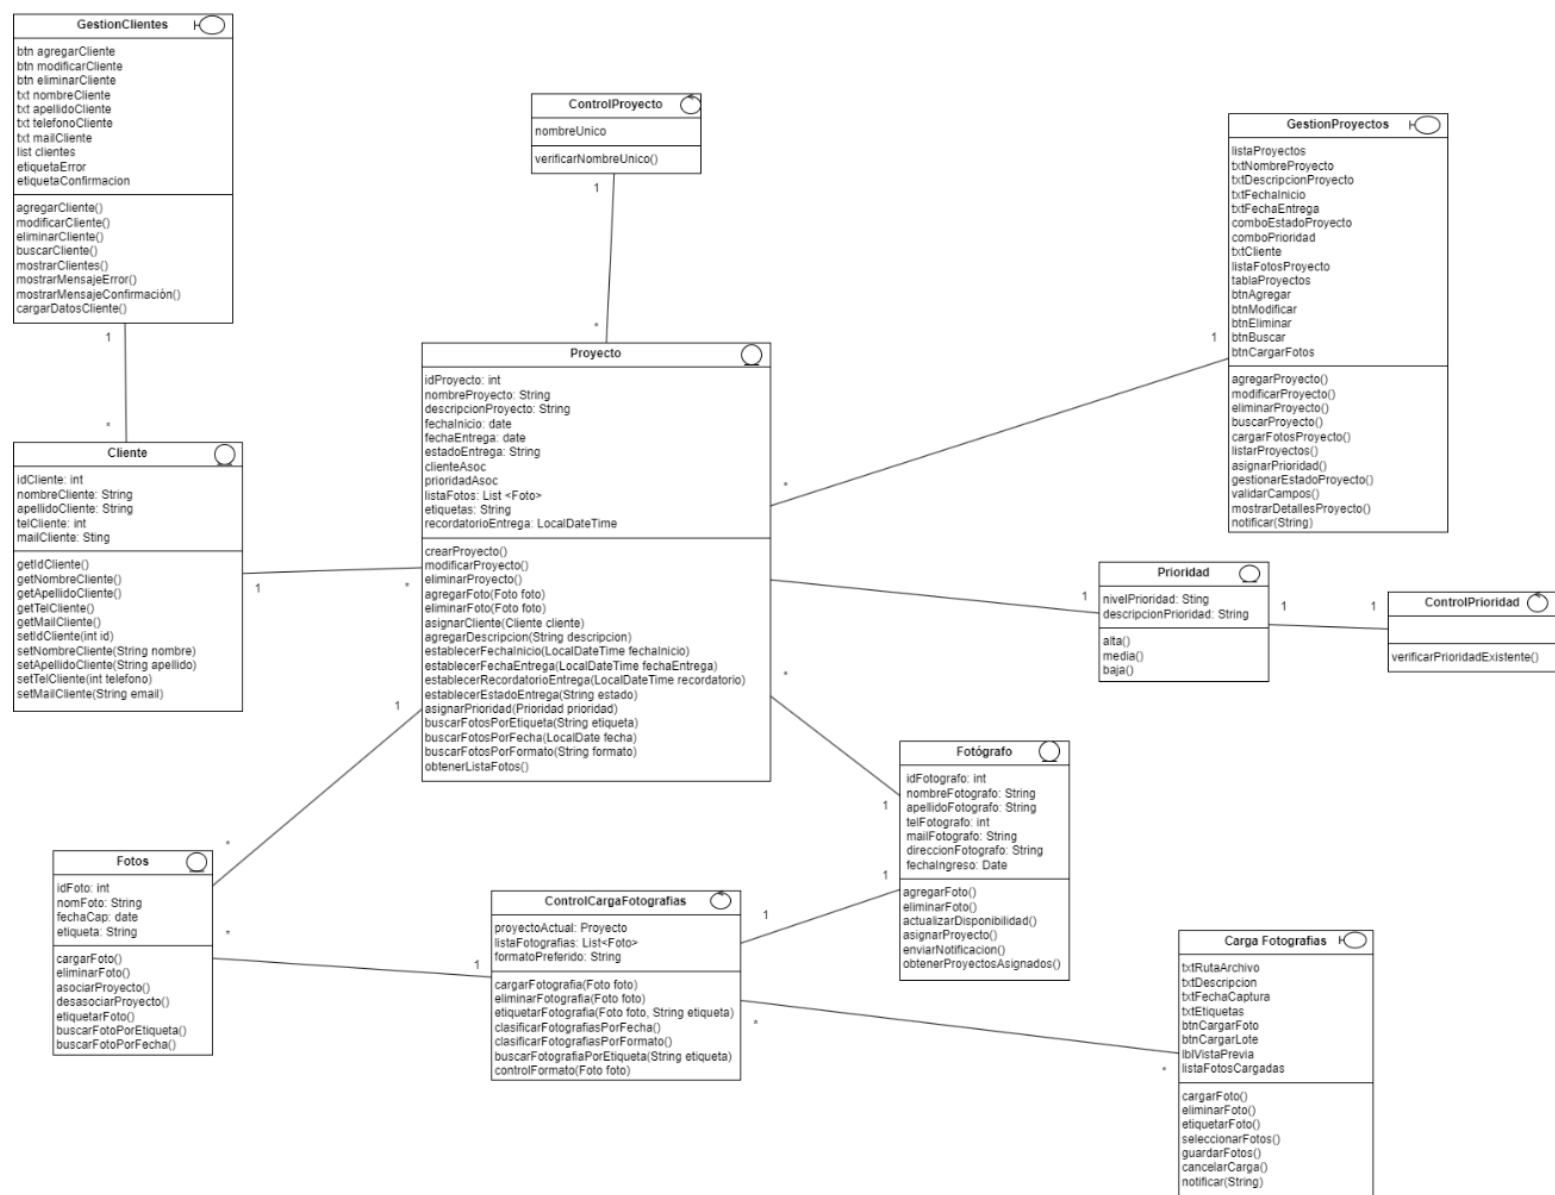 GestionClientes
btn agregarCliente
btn modificarCliente
btn eliminarCliente
txt nombreCliente
txt apellidoCliente
txt telefonoCliente
txt mailCliente
list clientes
etiquetaError
etiquetaConfirmacion
agregarCliente()
modificarCliente()
eliminarCliente()
buscarCliente()
mostrarClientes()
mostrarMensajeError()
mostrarMensajeConfirmación()
cargarDatosCliente()
1
*
ControlProyecto
nombreUnico
verificarNombreUnico()
1
*
GestionProyectos
listaProyectos
txtNombreProyecto
txtDescripcionProyecto
txtFechaInicio
txtFechaEntrega
comboEstadoProyecto
comboPrioridad
txtCliente
listaFotosProyecto
tablaProyectos
btnAgregar
btnModificar
btnEliminar
btnBuscar
btnCargarFotos
agregarProyecto()
modificarProyecto()
eliminarProyecto()
buscarProyecto()
cargarFotosProyecto()
listarProyectos()
asignarPrioridad()
gestionarEstadoProyecto()
validarCampos()
mostrarDetallesProyecto()
notificar(String)
1
*
Cliente
idCliente: int
nombreCliente: String
apellidoCliente: String
telCliente: int
mailCliente: Sting
getIdCliente()
getNombreCliente()
getApellidoCliente()
getTelCliente()
getMailCliente()
setIdCliente(int id)
setNombreCliente(String nombre)
setApellidoCliente(String apellido)
setTelCliente(int telefono)
setMailCliente(String email)
1
*
Proyecto
idProyecto: int
nombreProyecto: String
descripcionProyecto: String
fechaInicio: date
fechaEntrega: date
estadoEntrega: String
clienteAsoc
prioridadAsoc
listaFotos: List <Foto>
etiquetas: String
recordatorioEntrega: LocalDateTime
crearProyecto()
modificarProyecto()
eliminarProyecto()
agregarFoto(Foto foto)
eliminarFoto(Foto foto)
asignarCliente(Cliente cliente)
agregarDescripcion(String descripcion)
establecerFechaInicio(LocalDateTime fechaInicio)
establecerFechaEntrega(LocalDateTime fechaEntrega)
establecerRecordatorioEntrega(LocalDateTime recordatorio)
establecerEstadoEntrega(String estado)
asignarPrioridad(Prioridad prioridad)
buscarFotosPorEtiqueta(String etiqueta)
buscarFotosPorFecha(LocalDate fecha)
buscarFotosPorFormato(String formato)
obtenerListaFotos()
1
*
1
Prioridad
nivelPrioridad: Sting
descripcionPrioridad: String
alta()
media()
baja()
1
1
ControlPrioridad
verificarPrioridadExistente()
*
1
Fotógrafo
idFotografo: int
nombreFotografo: String
apellidoFotografo: String
telFotografo: int
mailFotografo: String
direccionFotografo: String
fechaIngreso: Date
agregarFoto()
eliminarFoto()
actualizarDisponibilidad()
asignarProyecto()
enviarNotificacion()
obtenerProyectosAsignados()
1
1
Fotos
idFoto: int
nomFoto: String
fechaCap: date
etiqueta: String
cargarFoto()
eliminarFoto()
asociarProyecto()
desasociarProyecto()
etiquetarFoto()
buscarFotoPorEtiqueta()
buscarFotoPorFecha()
*
1
ControlCargaFotografias
proyectoActual: Proyecto
listaFotografias: List<Foto>
formatoPreferido: String
cargarFotografia(Foto foto)
eliminarFotografia(Foto foto)
etiquetarFotografia(Foto foto, String etiqueta)
clasificarFotografiasPorFecha()
clasificarFotografiasPorFormato()
buscarFotografiaPorEtiqueta(String etiqueta)
controlFormato(Foto foto)
*
*
Carga Fotografias
txtRutaArchivo
txtDescripcion
txtFechaCaptura
txtEtiquetas
btnCargarFoto
btnCargarLote
lblVistaPrevia
listaFotosCargadas
cargarFoto()
eliminarFoto()
etiquetarFoto()
seleccionarFotos()
guardarFotos()
cancelarCarga()
notificar(String)